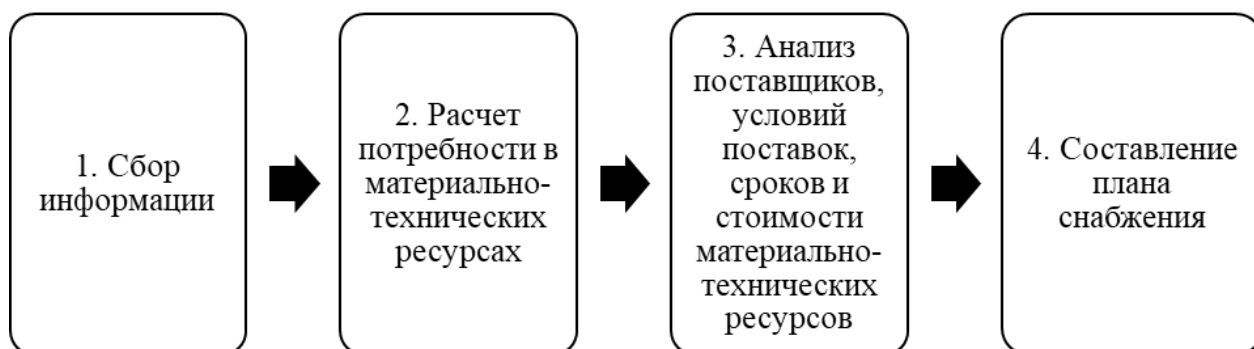 1. Сбор
информации
2. Расчет
потребности в
материально-
технических
ресурсах
3. Анализ
поставщиков,
условий
поставок,
сроков и
стоимости
материально-
технических
ресурсов
4. Составление
плана
снабжения